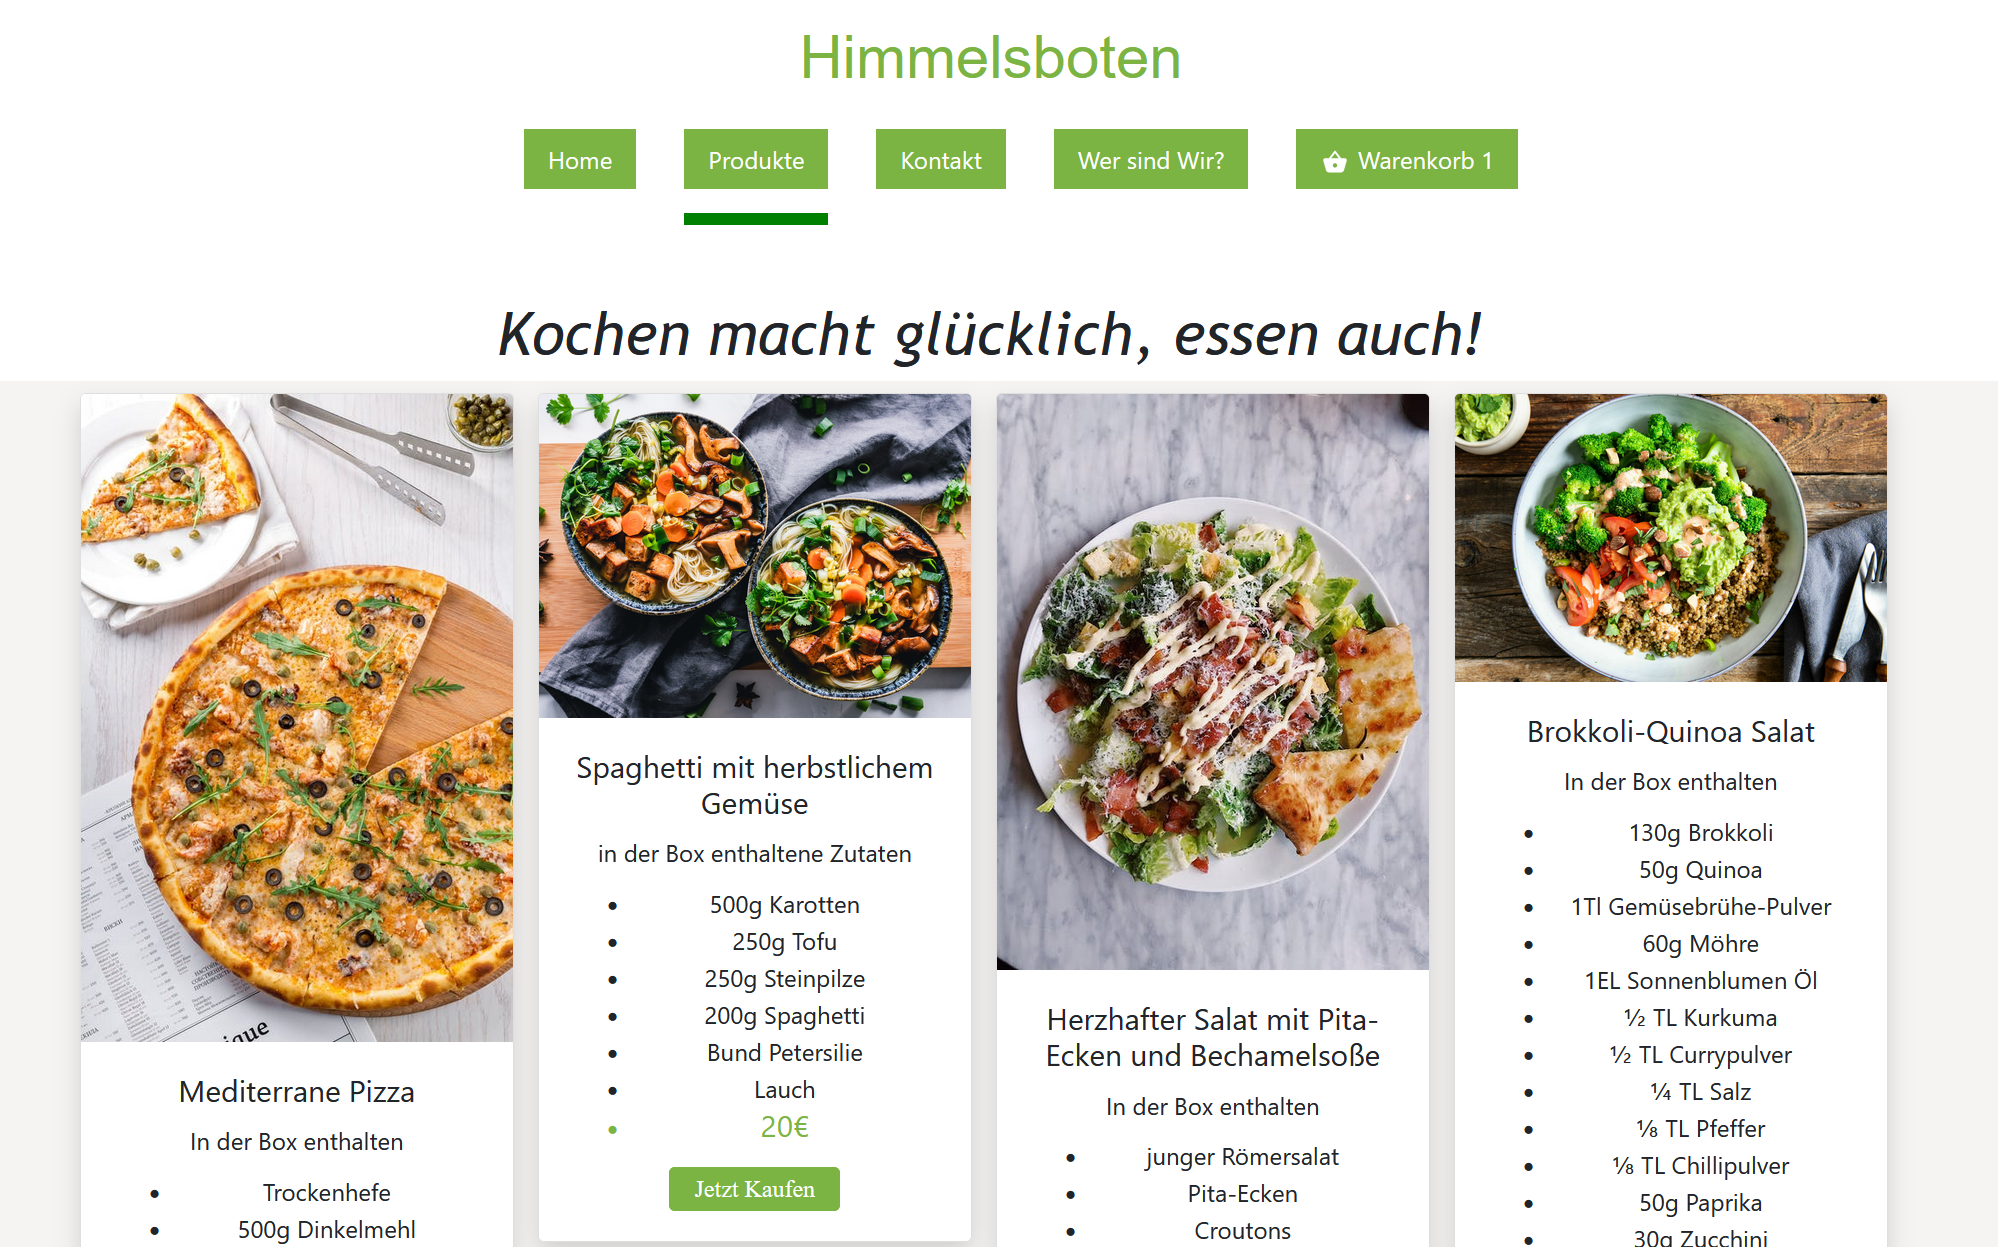 Himmelsboten
Home
Produkte
Kontakt
Wer sind Wir?
Warenkorb 1
Kochen macht glücklich, essen auch!
Mediterrane Pizza
In der Box enthalten
Trockenhefe
500g Dinkelmehl
Spaghetti mit herbstlichem
Gemüse
in der Box enthaltene Zutaten
500g Karotten
250g Tofu
250g Steinpilze
200g Spaghetti
Bund Petersilie
Lauch
20€
Jetzt Kaufen
Herzhafter Salat mit Pita-
Ecken und Bechamelsoße
In der Box enthalten
junger Römersalat
Pita-Ecken
Croutons
Brokkoli-Quinoa Salat
In der Box enthalten
130g Brokkoli
50g Quinoa
1Tl Gemüsebrühe-Pulver
60g Möhre
1EL Sonnenblumen Öl
½ TL Kurkuma
½ TL Currypulver
¼ TL Salz
⅛ TL Pfeffer
⅛ TL Chillipulver
50g Paprika
30g Zucchini